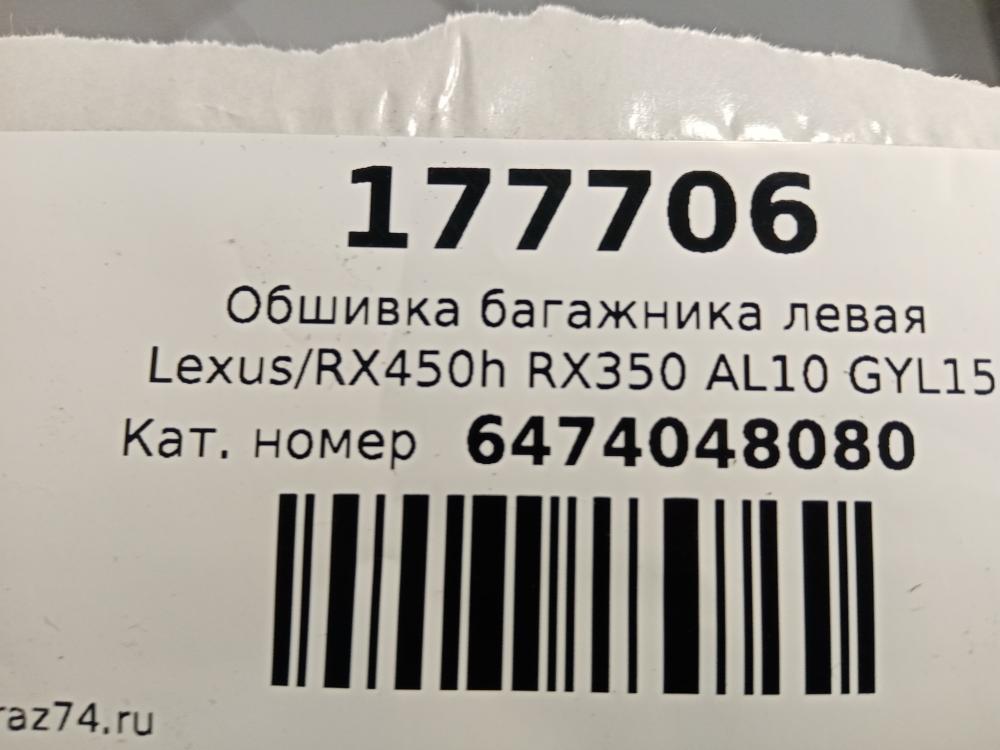 177706
Обшивка багажника левая
Lexus/RX450h RX350 AL10 GYL15
Кат. номер 6474048080
raz74.ru